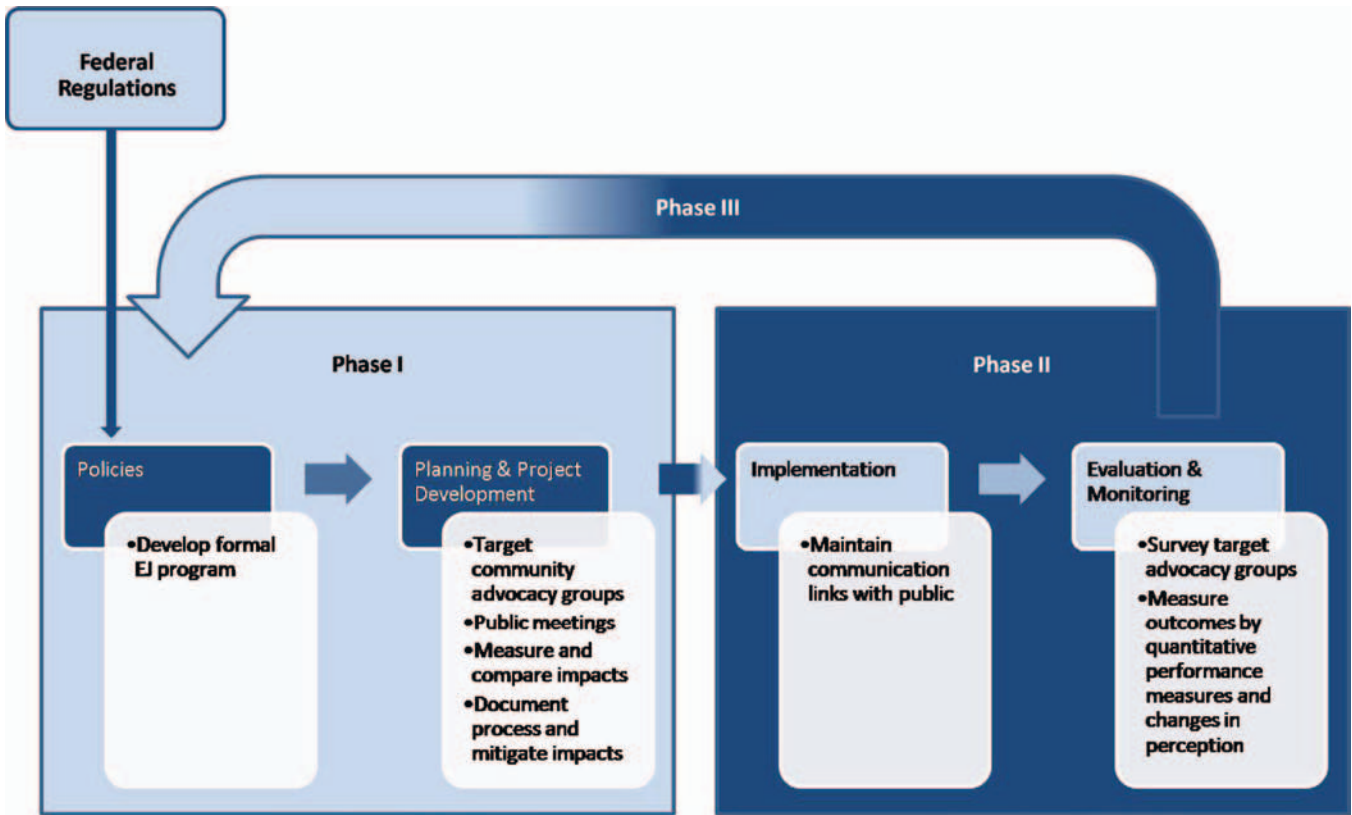 Federal
Regulations
Phase III
Phase I
Policies
•Develop formal
EJ program
Planning & Project
Development
•Target
community
advocacy groups
•Public meetings
•Measure and
compare impacts
•Document
process and
mitigate impacts
Phase II
Implementation
•Maintain
communication
links with public
Evaluation &
Monitoring
•Survey target
advocacy groups
•Measure
outcomes by
quantitative
performance
measures and
changes in
perception